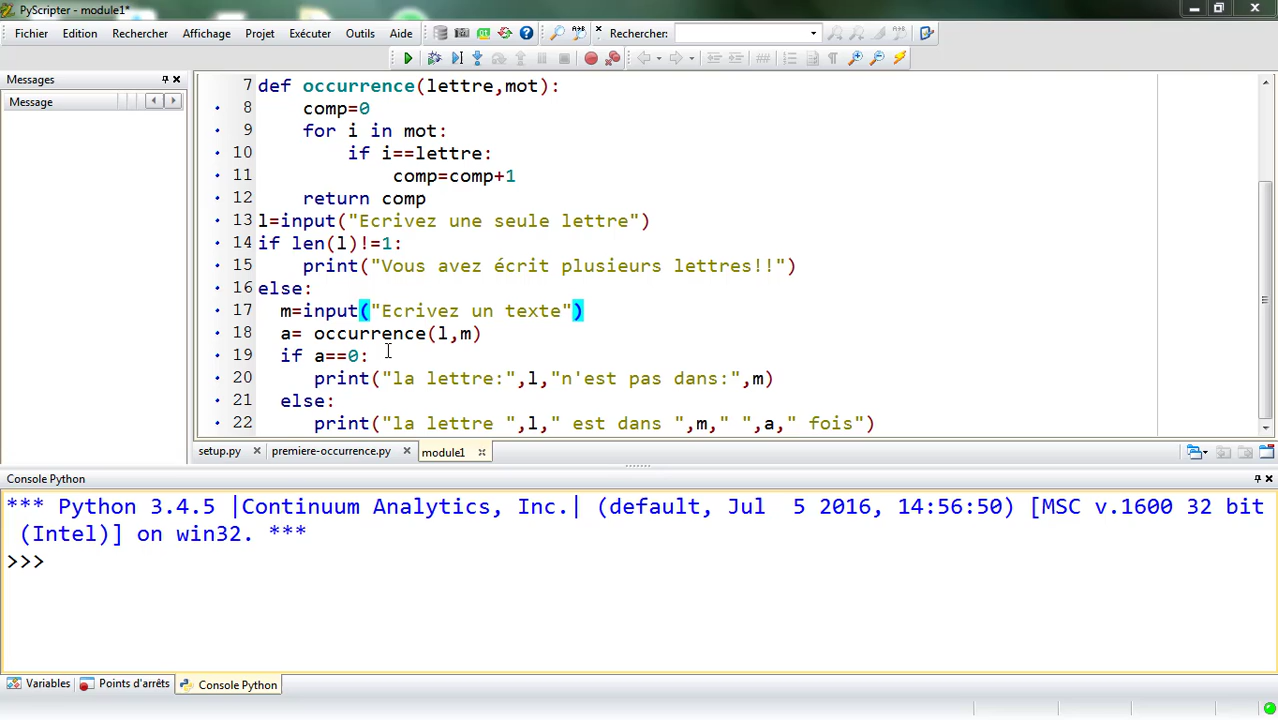 PyScripter - module1*
Fichier Edition Rechercher Affichage Projet Exécuter Outils Aide Rechercher:
Messages
Message
7 def occurrence(lettre,mot):
8 comp=0
9 for i in mot:
10 if i==lettre:
11 comp=comp+1
12 return comp
13 l=input("Ecrivez une seule lettre")
14 if len(l)!=1:
15 print("Vous avez écrit plusieurs lettres!!")
16 else:
17 m=input("Ecrivez un texte")
18 a= occurrence(l,m)
19 if a==0:
20 print("la lettre:",l,"n'est pas dans:",m)
21 else:
22 print("la lettre ",l," est dans ",m," ",a," fois")
setup.py premiere-occurrence.py module1
Console Python
*** Python 3.4.5 |Continuum Analytics, Inc.| (default, Jul  5 2016, 14:56:50) [MSC v.1600 32 bit
(Intel)] on win32. ***
>>>
Variables Points d'arrêts Console Python